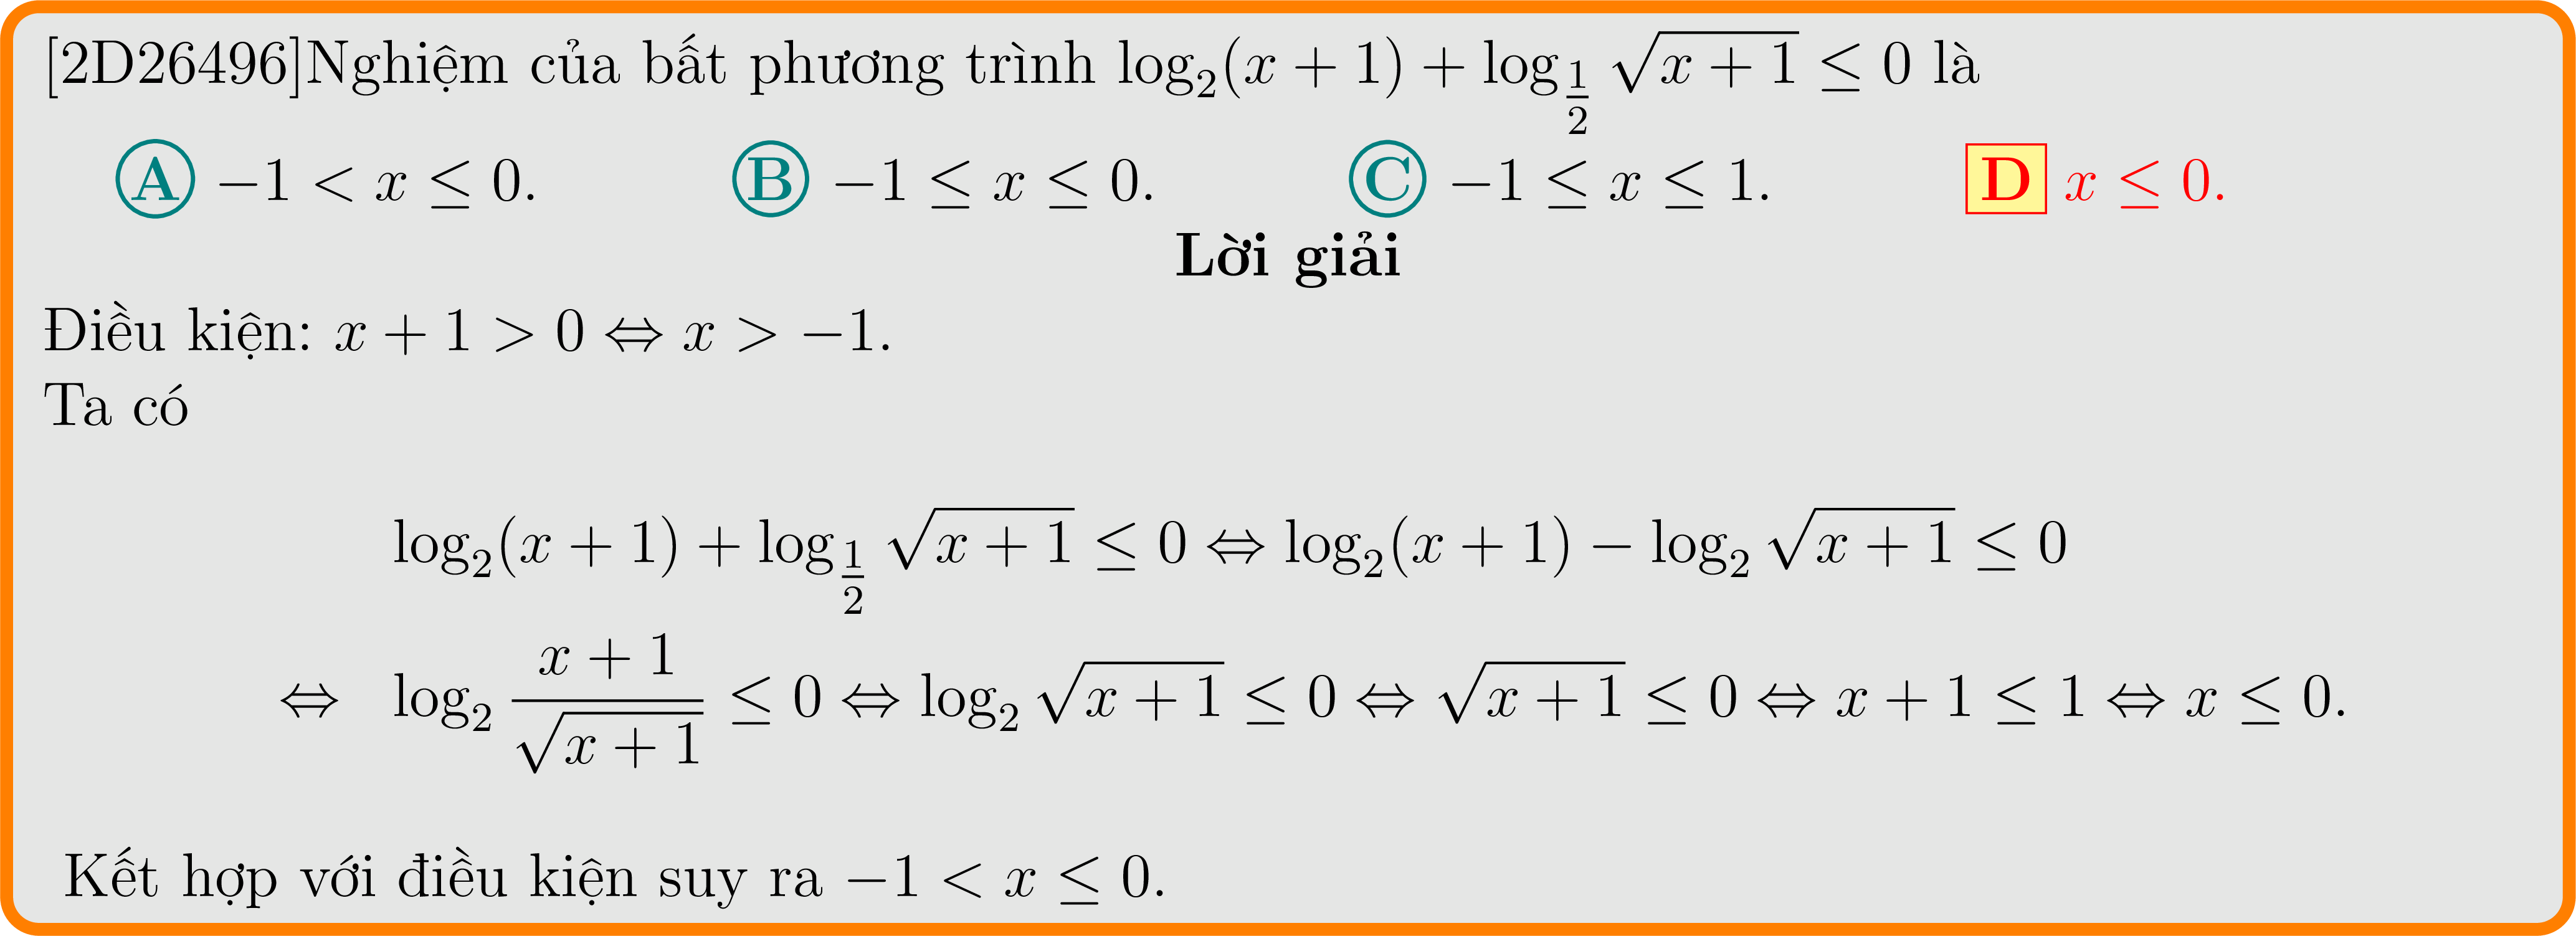 [2D26496]Nghiệm của bất phương trình $\log_2(x+1)+\log_{\frac{1}{2}}\sqrt{x+1}\leq 0$ là
A $-1<x\leq 0$. B $-1\leq x\leq 0$. C $-1\leq x\leq 1$. D $x\leq 0$.
Lời giải
Điều kiện: $x+1>0\Leftrightarrow x>-1$.
Ta có
$\log_2(x+1)+\log_{\frac{1}{2}}\sqrt{x+1}\leq 0\Leftrightarrow\log_2(x+1)-\log_2\sqrt{x+1}\leq 0$
$\Leftrightarrow\log_2\frac{x+1}{\sqrt{x+1}}\leq 0\Leftrightarrow\log_2\sqrt{x+1}\leq 0\Leftrightarrow\sqrt{x+1}\leq 0\Leftrightarrow x+1\leq 1\Leftrightarrow x\leq 0.$
Kết hợp với điều kiện suy ra $-1<x\leq 0$.